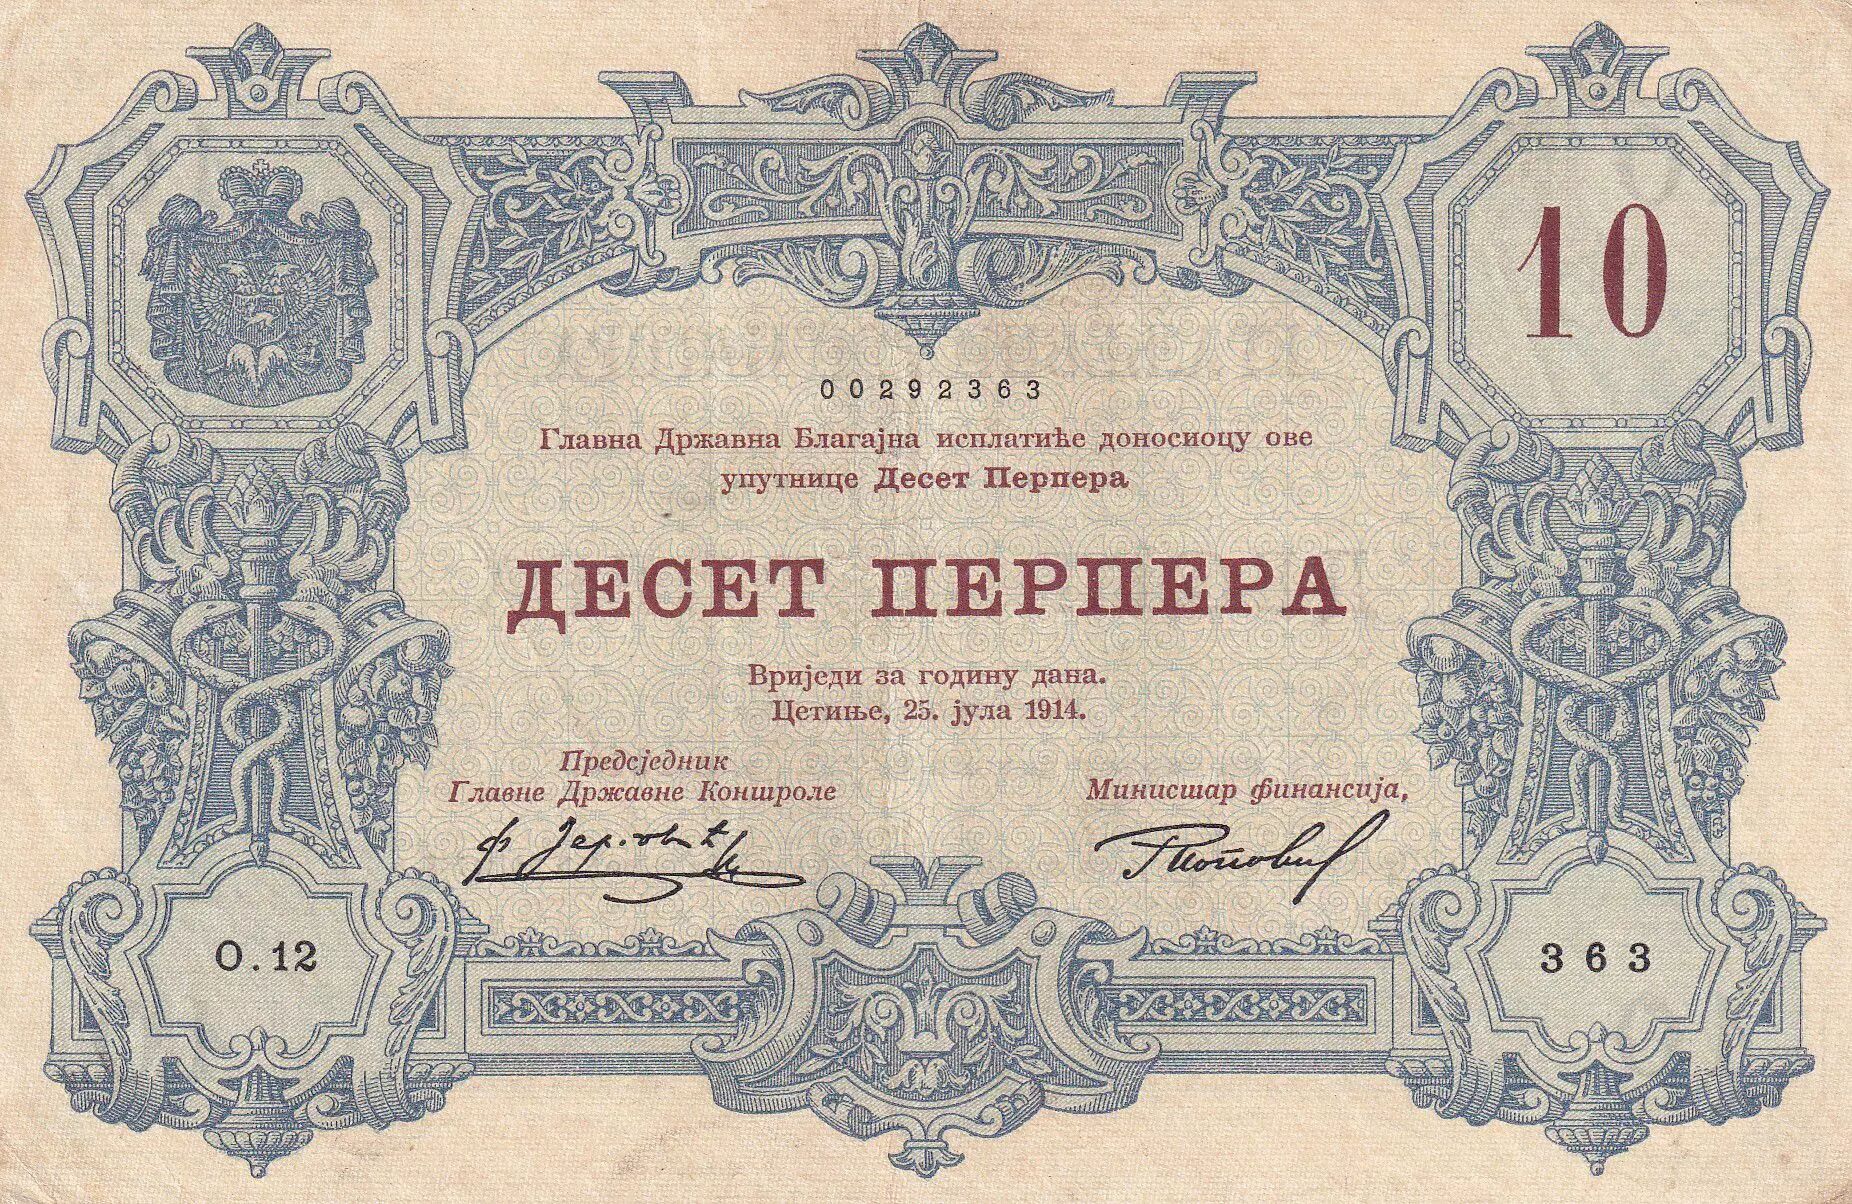 10
00292363
Главна Државна Благајна исплатиће доносиоцу ове
упутнице Десет Перпера
ДЕСЕТ ПЕРПЕРА
Вриједи за годину дана.
Цетиње, 25. јула 1914.
Предсједник
Главне Државне Контроле
Министар финансија,
О.12
363